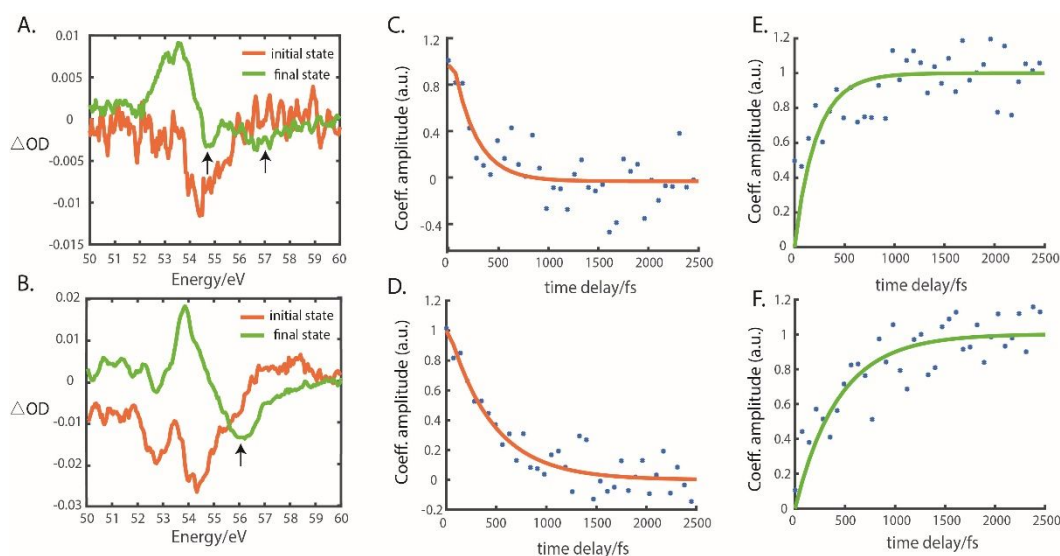 A.
0.01
0.005
0
-0.005
-0.01
-0.015
△OD
initial state
final state
50 51 52 53 54 55 56 57 58 59 60
Energy/eV
B.
0.02
0.01
0
-0.01
-0.02
-0.03
△OD
initial state
final state
50 51 52 53 54 55 56 57 58 59 60
Energy/eV
C.
1.2
0.8
0.4
0
-0.4
Coeff. amplitude (a.u.)
0 500 1000 1500 2000 2500
time delay/fs
D.
1.2
1
0.8
0.6
0.4
0.2
0
-0.2
Coeff. amplitude (a.u.)
0 500 1000 1500 2000 2500
time delay/fs
E.
1.2
1
0.8
0.6
0.4
0.2
0
Coeff. amplitude (a.u.)
0 500 1000 1500 2000 2500
time delay/fs
F.
1.2
1
0.8
0.6
0.4
0.2
0
Coeff. amplitude (a.u.)
0 500 1000 1500 2000 2500
time delay/fs